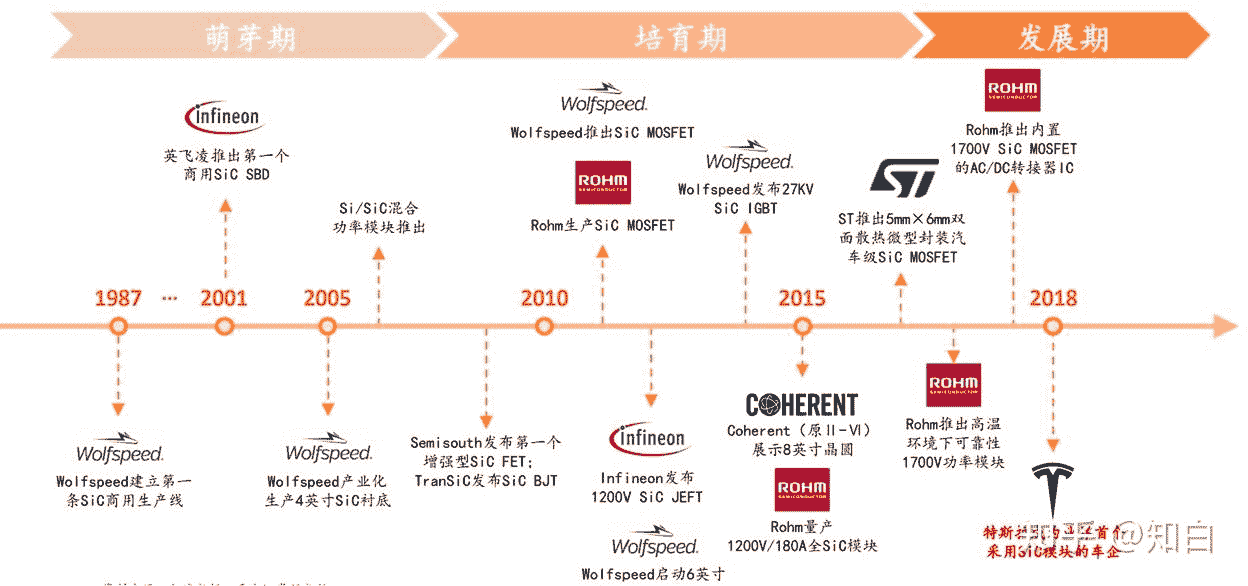 萌芽期
培育期
发展期
infineon
英飞凌推出第一个
商用SiC SBD
Si/SiC混合
功率模块推出
Wolfspeed.
Wolfspeed推出SiC MOSFET
ROHM
SEMICONDUCTOR
Rohm生产SiC MOSFET
Wolfspeed.
Wolfspeed发布27KV
SiC IGBT
ST
ST推出5mm×6mm双
面散热微型封装汽
车级SiC MOSFET
ROHM
SEMICONDUCTOR
Rohm推出内置
1700V SiC MOSFET
的AC/DC转换器IC
1987 … 2001 2005 2010 2015 2018
Wolfspeed.
Wolfspeed建立第一
条SiC商用生产线
Wolfspeed.
Wolfspeed产业化
生产4英寸SiC衬底
Semisouth发布第一个
增强型SiC FET;
TranSiC发布SiC BJT
infineon
Infineon发布
1200V SiC JEFT
Wolfspeed.
Wolfspeed启动6英寸
COHERENT
Coherent（原Ⅱ-Ⅵ）
展示8英寸晶圆
ROHM
SEMICONDUCTOR
Rohm量产
1200V/180A全SiC模块
ROHM
SEMICONDUCTOR
Rohm推出高温
环境下可靠性
1700V功率模块
特斯
首个
采用SiC模块的车企
知乎 @知白